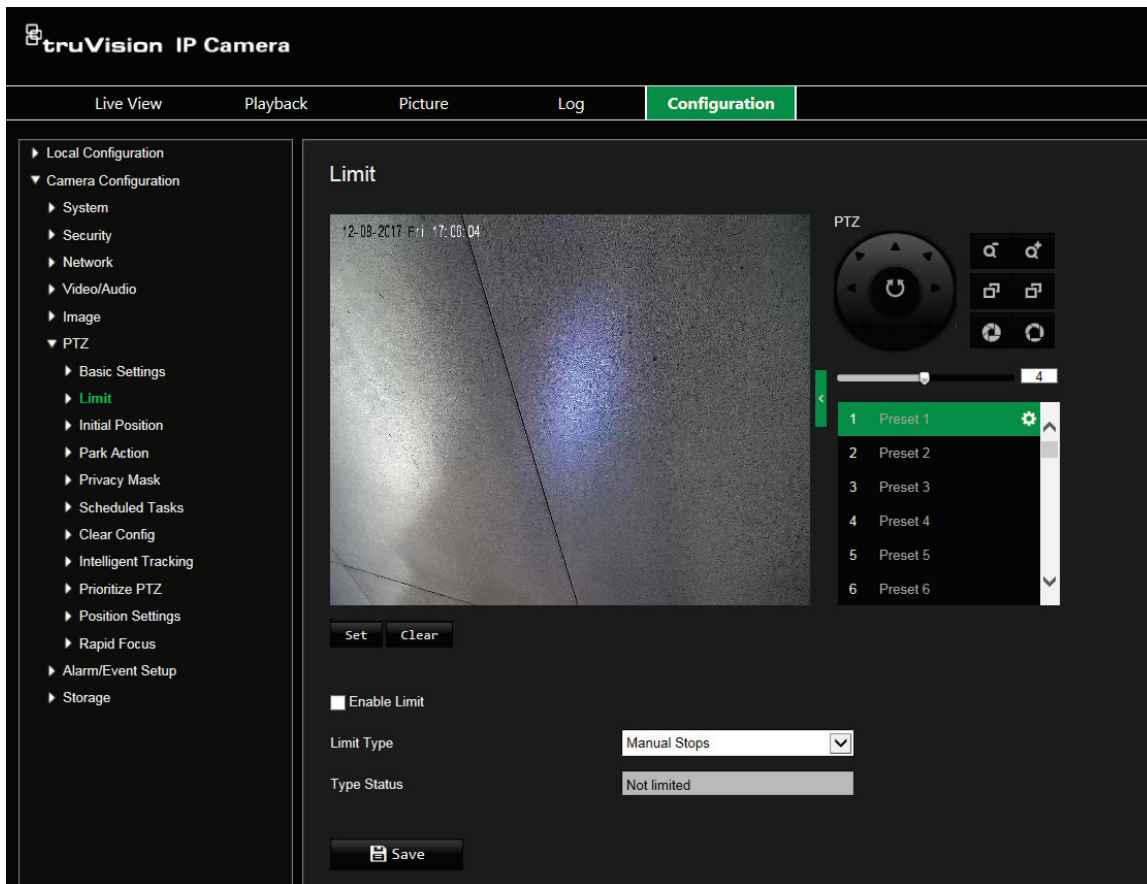 truVision IP Camera
Live View Playback Picture Log Configuration
Local Configuration
Camera Configuration
System
Security
Network
Video/Audio
Image
PTZ
Basic Settings
Limit
Initial Position
Park Action
Privacy Mask
Scheduled Tasks
Clear Config
Intelligent Tracking
Prioritize PTZ
Position Settings
Rapid Focus
Alarm/Event Setup
Storage
Limit
12-08-2017 Fri 17:06:04
PTZ
4
1 Preset 1
2 Preset 2
3 Preset 3
4 Preset 4
5 Preset 5
6 Preset 6
Set Clear
Enable Limit
Limit Type Manual Stops
Type Status Not limited
Save